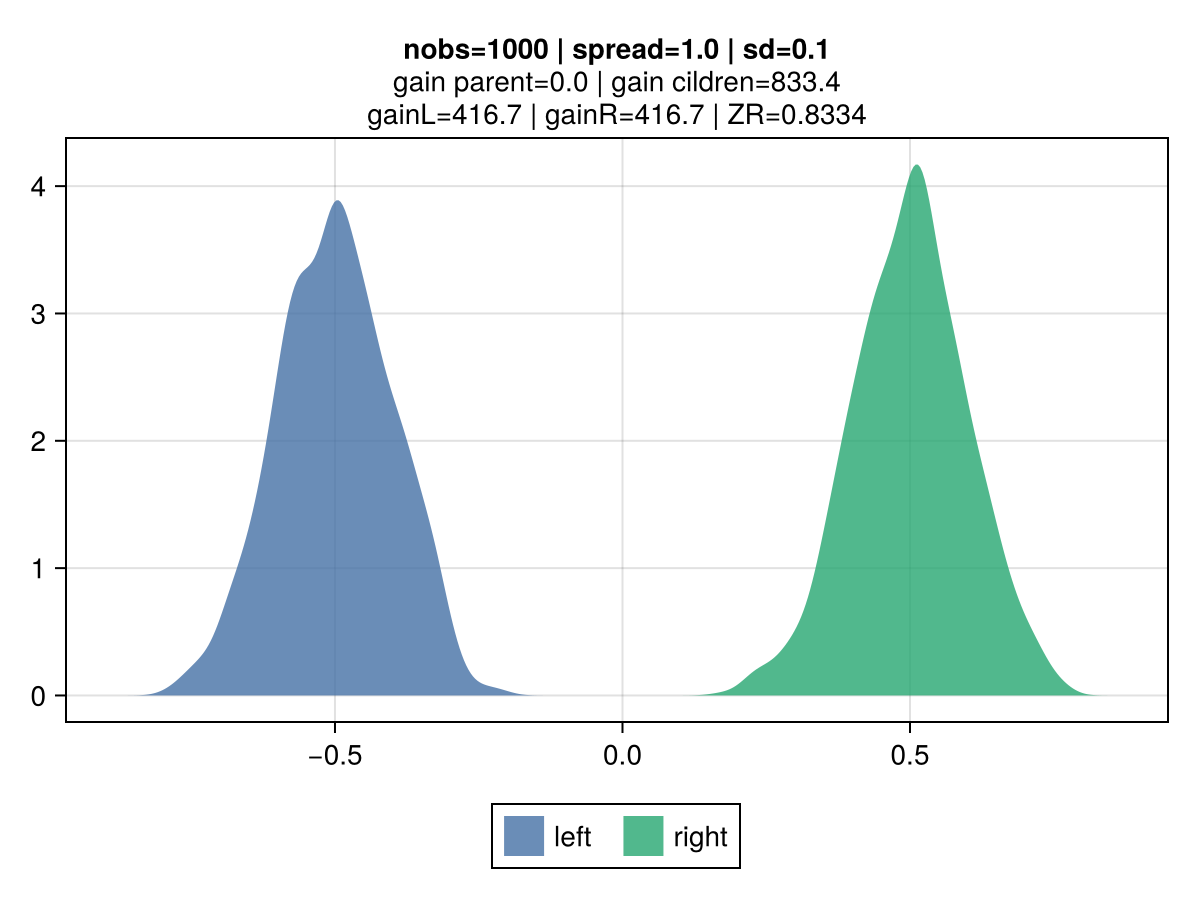 nobs=1000 | spread=1.0 | sd=0.1
gain parent=0.0 | gain cildren=833.4
gainL=416.7 | gainR=416.7 | ZR=0.8334
4
3
2
1
0
−0.5 0.0 0.5
left right